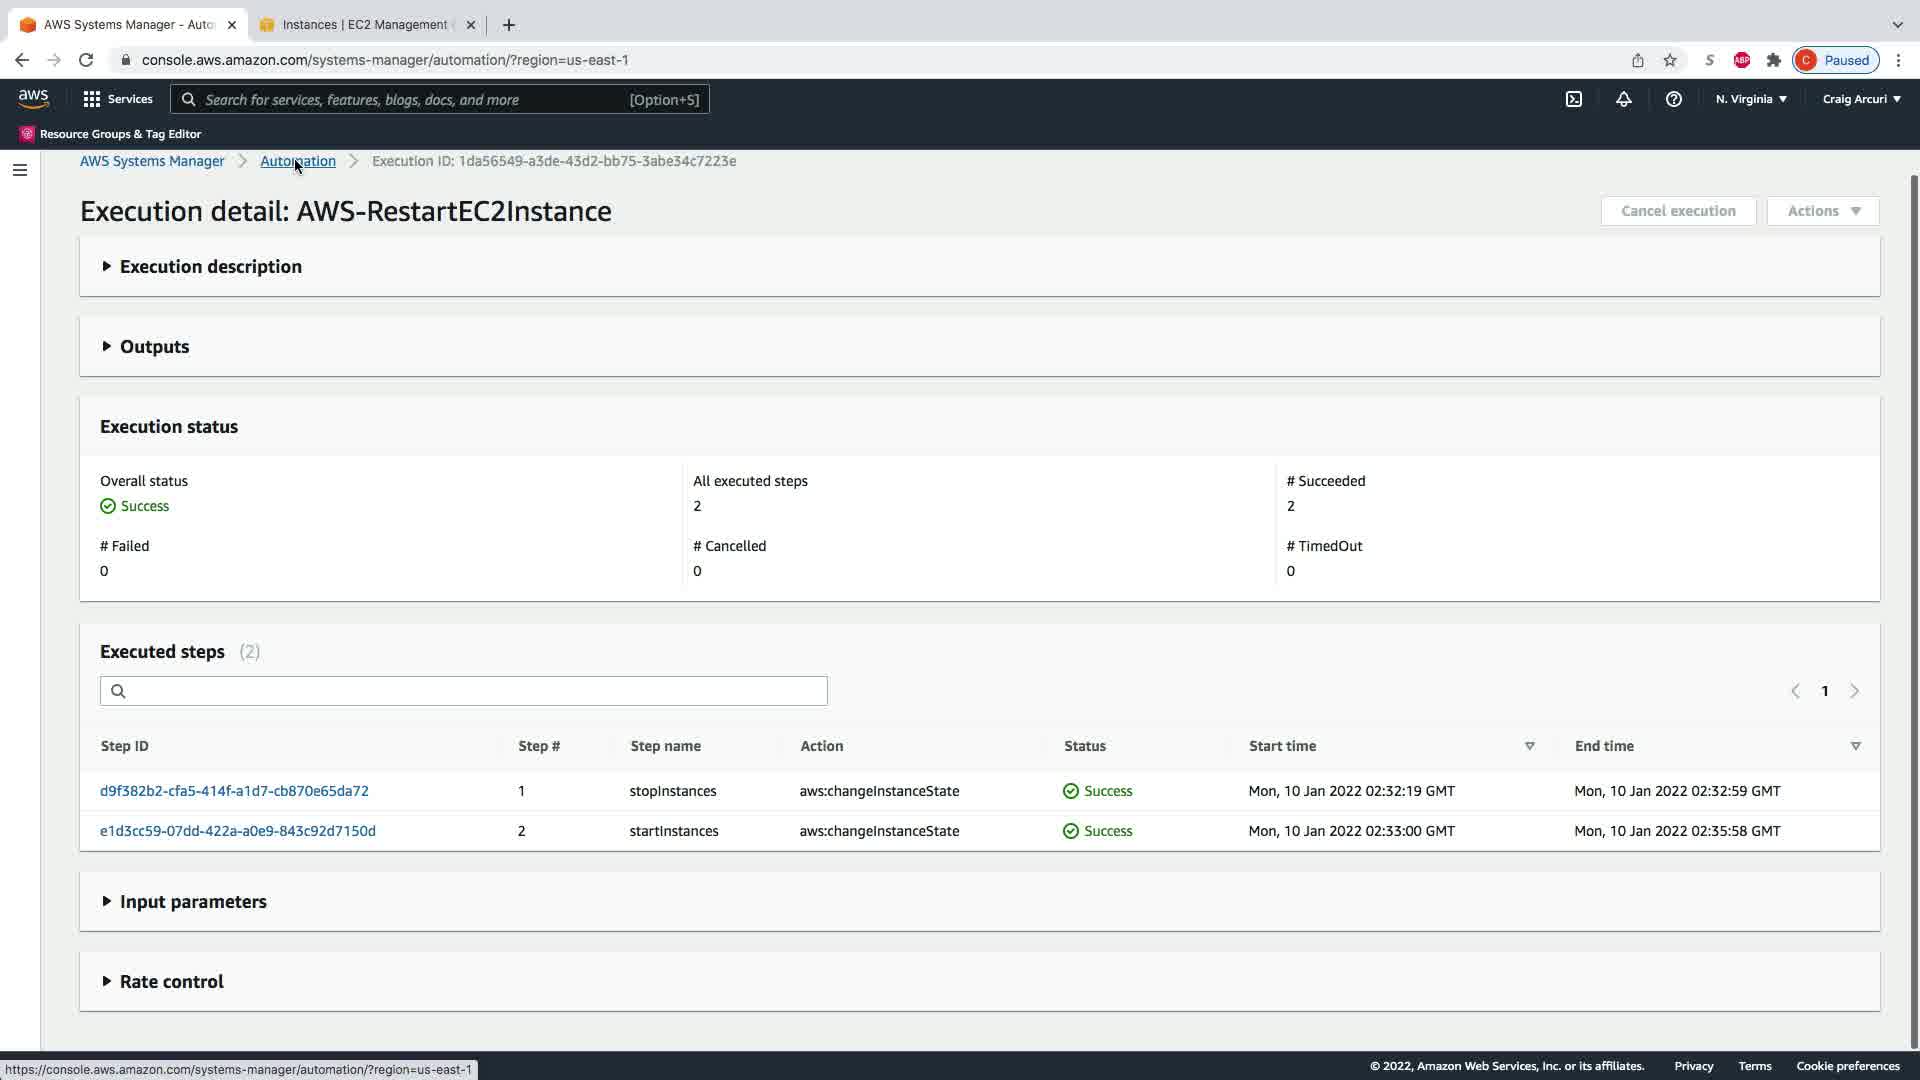 AWS Systems Manager - Auto
Instances | EC2 Management
console.aws.amazon.com/systems-manager/automation/?region=us-east-1
S
ABP
C
Paused
aws
Services
Search for services, features, blogs, docs, and more
[Option+S]
N. Virginia
Craig Arcuri
Resource Groups & Tag Editor
AWS Systems Manager
Automation
Execution ID: 1da56549-a3de-43d2-bb75-3abe34c7223e
Execution detail: AWS-RestartEC2Instance
Cancel execution
Actions
Execution description
Outputs
Execution status
Overall status
All executed steps
# Succeeded
Success
2
2
# Failed
# Cancelled
# TimedOut
0
0
0
Executed steps (2)
1
Step ID
Step #
Step name
Action
Status
Start time
End time
d9f382b2-cfa5-414f-a1d7-cb870e65da72
1
stopInstances
aws:changeInstanceState
Success
Mon, 10 Jan 2022 02:32:19 GMT
Mon, 10 Jan 2022 02:32:59 GMT
e1d3cc59-07dd-422a-a0e9-843c92d7150d
2
startInstances
aws:changeInstanceState
Success
Mon, 10 Jan 2022 02:33:00 GMT
Mon, 10 Jan 2022 02:35:58 GMT
Input parameters
Rate control
https://console.aws.amazon.com/systems-manager/automation/?region=us-east-1
© 2022, Amazon Web Services, Inc. or its affiliates.
Privacy
Terms
Cookie preferences